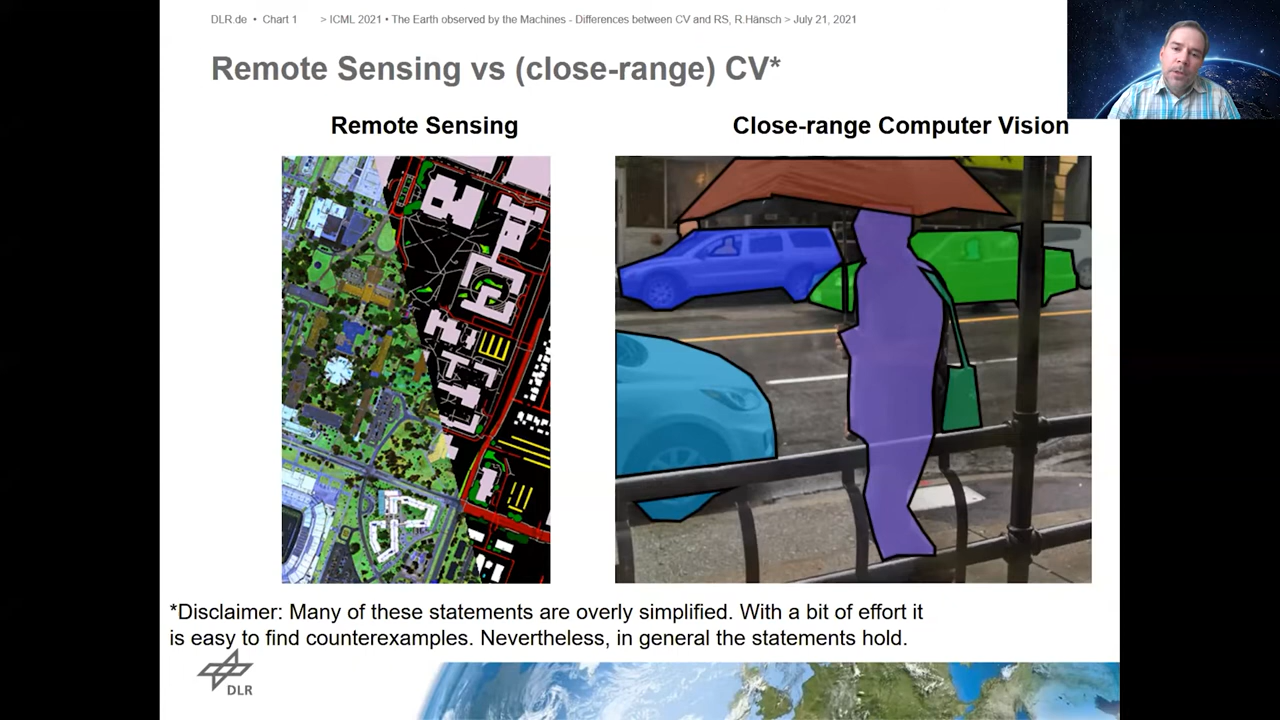 DLR.de • Chart 1 > ICML 2021 • The Earth observed by the Machines - Differences between CV and RS, R.Hänsch > July 21, 2021
Remote Sensing vs (close-range) CV*
Remote Sensing
Close-range Computer Vision
*Disclaimer: Many of these statements are overly simplified. With a bit of effort it
is easy to find counterexamples. Nevertheless, in general the statements hold.
DLR